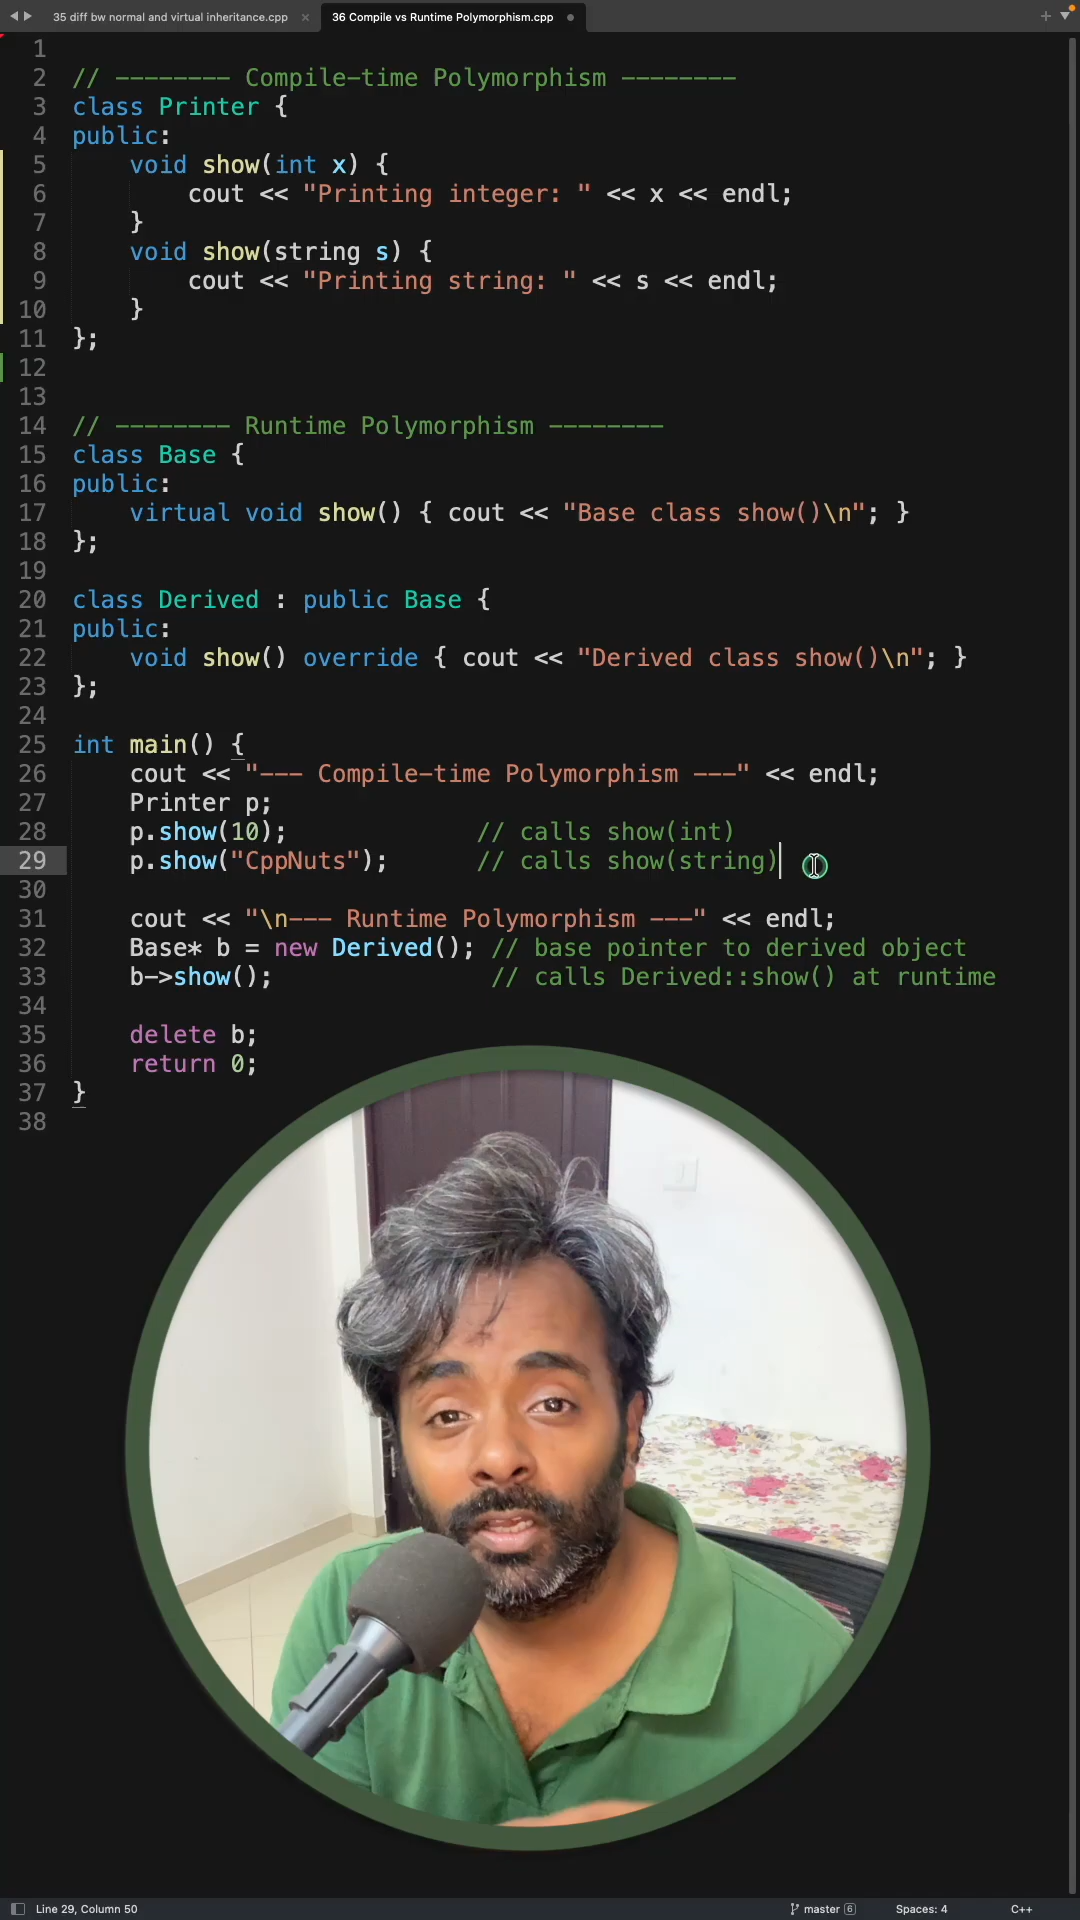 35 diff bw normal and virtual inheritance.cpp × 36 Compile vs Runtime Polymorphism.cpp
1
2 // -------- Compile-time Polymorphism --------
3 class Printer {
4 public:
5     void show(int x) {
6         cout << "Printing integer: " << x << endl;
7     }
8     void show(string s) {
9         cout << "Printing string: " << s << endl;
10     }
11 };
12
13
14 // -------- Runtime Polymorphism --------
15 class Base {
16 public:
17     virtual void show() { cout << "Base class show()\n"; }
18 };
19
20 class Derived : public Base {
21 public:
22     void show() override { cout << "Derived class show()\n"; }
23 };
24
25 int main() {
26     cout << "--- Compile-time Polymorphism ---" << endl;
27     Printer p;
28     p.show(10);             // calls show(int)
29     p.show("CppNuts");      // calls show(string)
30
31     cout << "\n--- Runtime Polymorphism ---" << endl;
32     Base* b = new Derived(); // base pointer to derived object
33     b->show();               // calls Derived::show() at runtime
34
35     delete b;
36     return 0;
37 }
38
Line 29, Column 50 master 6 Spaces: 4 C++